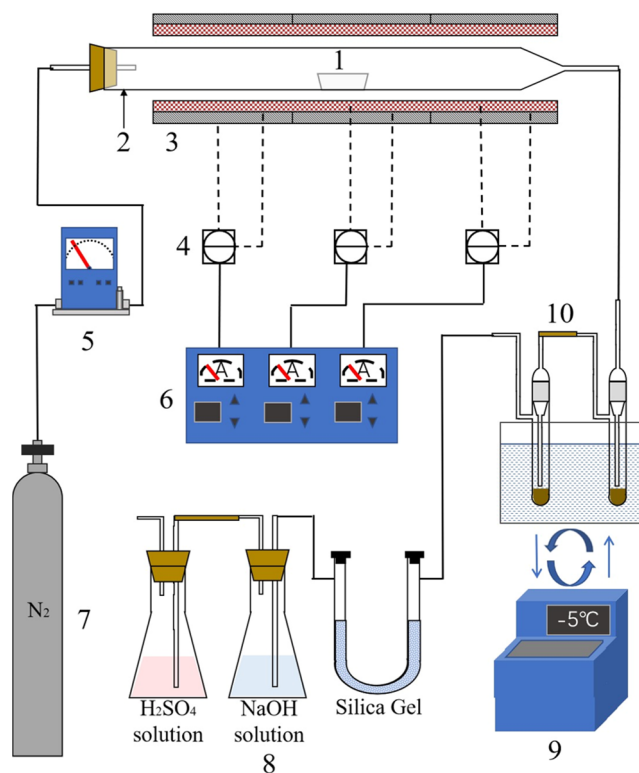 1
2
3
4
5
10
A
A
A
6
N₂
7
-5℃
H₂SO₄
solution
NaOH
solution
Silica Gel
8
9